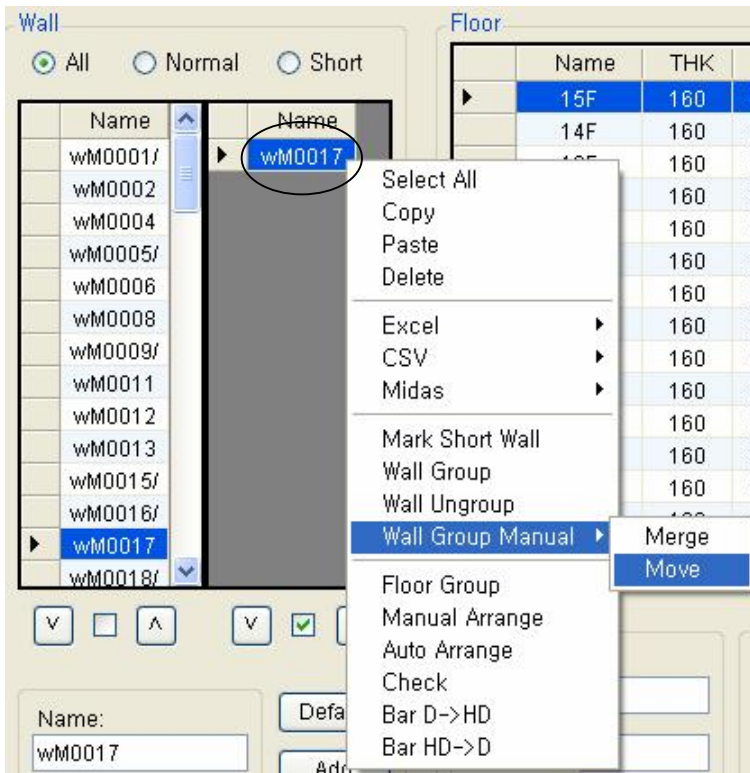 Wall
All Normal Short
Name
wM0001/
wM0002
wM0004
wM0005/
wM0006
wM0008
wM0009/
wM0011
wM0012
wM0013
wM0015/
wM0016/
wM0017
wM0018/
Name
wM0017
Floor
Name THK
15F 160
14F 160
160
160
160
160
160
160
160
160
160
160
160
Select All
Copy
Paste
Delete
Excel
CSV
Midas
Mark Short Wall
Wall Group
Wall Ungroup
Wall Group Manual
Merge
Move
Floor Group
Manual Arrange
Auto Arrange
Check
Bar D->HD
Bar HD->D
Name:
wM0017
Defa
Add